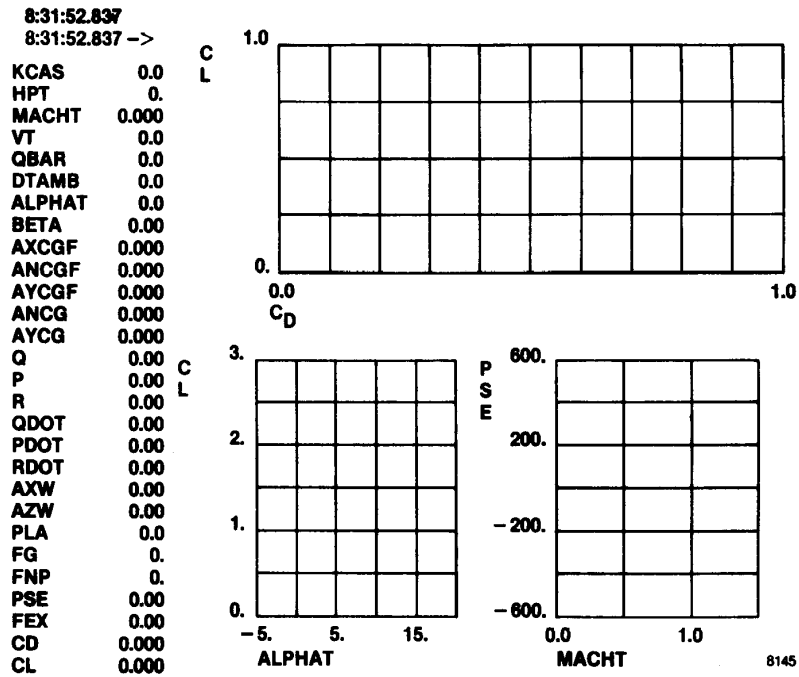 8:31:52.837
8:31:52.837 –>
KCAS 0.0
HPT 0.
MACHT 0.000
VT 0.0
QBAR 0.0
DTAMB 0.0
ALPHAT 0.0
BETA 0.00
AXCGF 0.000
ANCGF 0.000
AYCGF 0.000
ANCG 0.000
AYCG 0.000
Q 0.00
P 0.00
R 0.00
QDOT 0.00
PDOT 0.00
RDOT 0.00
AXW 0.00
AZW 0.00
PLA 0.0
FG 0.
FNP 0.
PSE 0.00
FEX 0.00
CD 0.000
CL 0.000
C
L
1.0
0.
0.0 1.0
CD
C
L
3.
2.
1.
0.
–5. 5. 15.
ALPHAT
P
S
E
600.
200.
–200.
–600.
0.0 1.0
MACHT
8145